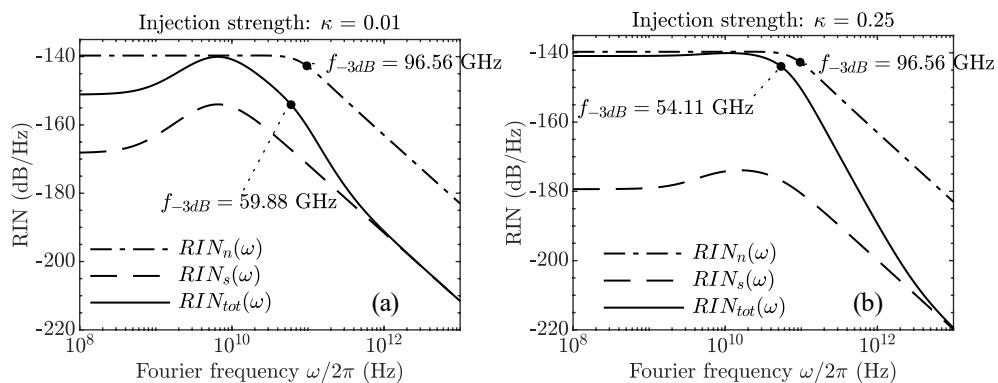 Injection strength: κ = 0.01
-140
-160
-180
-200
-220
RIN (dB/Hz)
f−3dB = 96.56 GHz
f−3dB = 59.88 GHz
RINn(ω)
RINs(ω)
RINtot(ω)
(a)
10^8
10^10
10^12
Fourier frequency ω/2π (Hz)
Injection strength: κ = 0.25
-140
-160
-180
-200
-220
RIN (dB/Hz)
f−3dB = 96.56 GHz
f−3dB = 54.11 GHz
RINn(ω)
RINs(ω)
RINtot(ω)
(b)
10^8
10^10
10^12
Fourier frequency ω/2π (Hz)